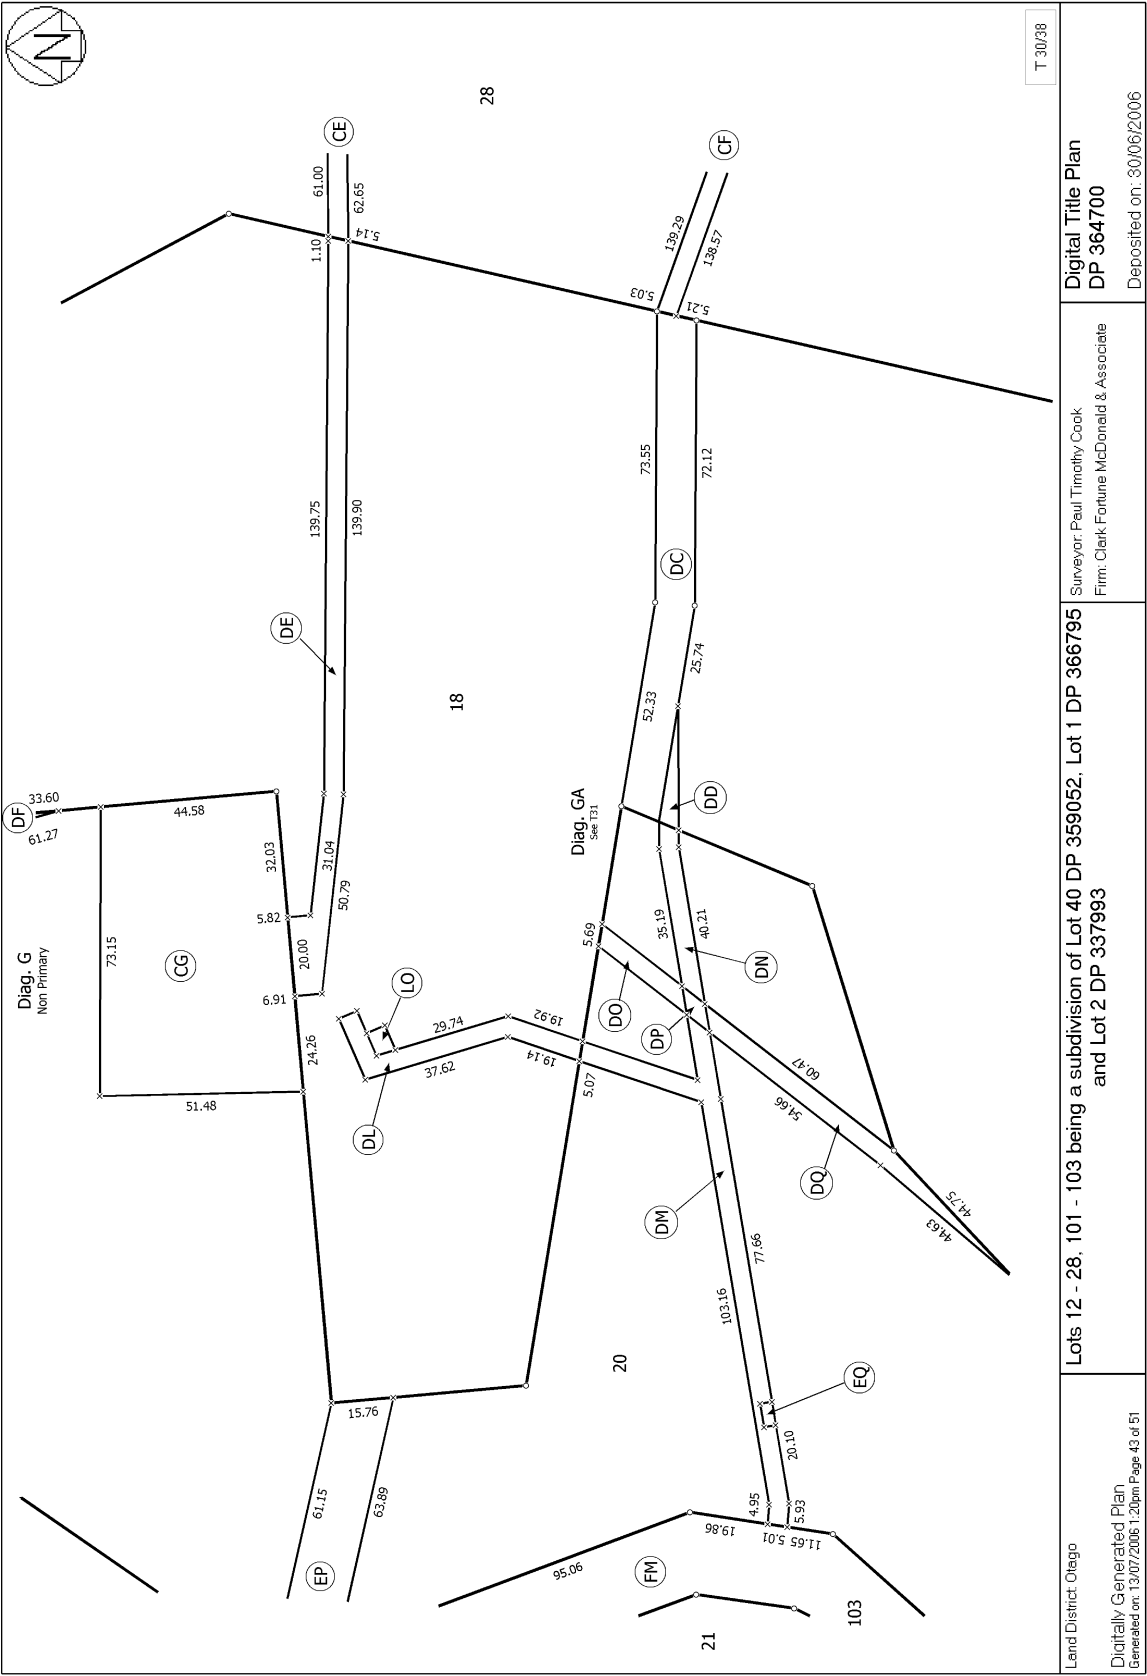 N
T 30/38
28
CE
61.00
62.65
1.10
5.14
CF
139.29
138.57
5.03
5.21
139.75
139.90
73.55
72.12
DC
DE
18
25.74
52.33
DF
33.60
61.27
44.58
32.03
31.04
50.79
5.82
20.00
6.91
24.26
73.15
51.48
CG
Diag. G
Non Primary
Diag. GA
See T31
DD
5.69
35.19
40.21
DN
DO
DP
LO
29.74
19.92
37.62
19.14
DL
5.07
60.47
54.66
DQ
DM
44.75
44.63
77.66
103.16
20
EQ
20.10
4.95
5.93
19.86
5.01
11.65
15.76
61.15
63.89
EP
95.06
FM
21
103
Land District: Otago
Digitally Generated Plan
Generated on: 13/07/2006 1:20pm Page 43 of 51
Lots 12 - 28, 101 - 103 being a subdivision of Lot 40 DP 359052, Lot 1 DP 366795
and Lot 2 DP 337993
Surveyor: Paul Timothy Cook
Firm: Clark Fortune McDonald & Associate
Digital Title Plan
DP 364700
Deposited on: 30/06/2006